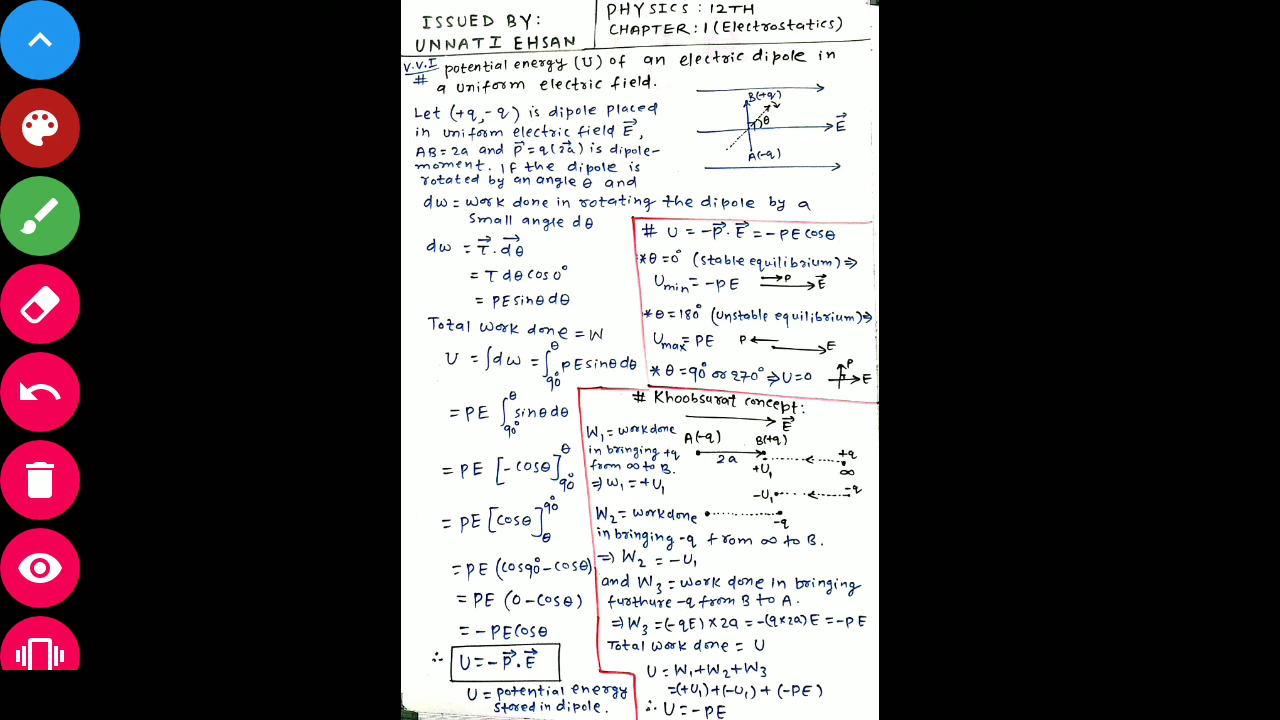 ISSUED BY:
UNNATI EHSAN
PHYSICS : 12TH
CHAPTER : 1 (Electrostatics)
V.V.I
# potential energy (U) of an electric dipole in
a uniform electric field.
Let (+q,-q) is dipole placed
in uniform electric field E⃗,
AB=2a and P⃗=q(2a⃗) is dipole-
moment. If the dipole is
rotated by an angle θ and
B(+q)
θ
E⃗
A(-q)
dw = work done in rotating the dipole by a
small angle dθ
dw = τ⃗.dθ⃗
= τ dθ cos 0°
= PE sinθ dθ
Total work done = W
U = ∫dw = ∫₉₀°^θ PE sinθ dθ
= PE ∫₉₀°^θ sinθ dθ
= PE [-cosθ]₉₀°^θ
= PE [cosθ]_θ^90°
= PE (cos90°-cosθ)
= PE (0-cosθ)
= -PE cosθ
∴ U = -P⃗.E⃗
U = potential energy
stored in dipole.
# U = -P⃗.E⃗ = -PE cosθ
*θ=0° (stable equilibrium) ⇒
Umin = -PE P E⃗
*θ=180° (unstable equilibrium) ⇒
Umax = PE P E
*θ=90° or 270° ⇒ U=0 P E
# Khoobsurat concept:
E⃗
W₁ = work done
in bringing +q
from ∞ to B.
⇒ W₁ = +U₁
A(-q) B(+q)
2a +U₁ +q ∞
-U₁ -q
-q
W₂ = work done
in bringing -q from ∞ to B.
⇒ W₂ = -U₁
and W₃ = work done in bringing
furthure -q from B to A.
⇒ W₃ = (-qE) × 2a = -(q×2a)E = -PE
Total work done = U
U = W₁+W₂+W₃
=(+U₁)+(-U₁)+(-PE)
∴ U = -PE